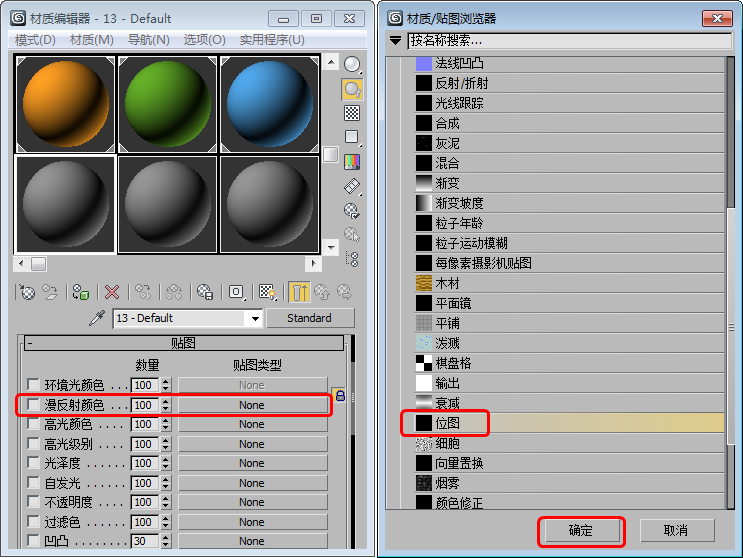 材质编辑器 - 13 - Default
模式(D) 材质(M) 导航(N) 选项(O) 实用程序(U)
13 - Default
Standard
- 贴图
数量 贴图类型
环境光颜色 . . . 100 None
漫反射颜色 . . . 100 None
高光颜色 . . . . . 100 None
高光级别 . . . . . 100 None
光泽度 . . . . . . 100 None
自发光 . . . . . . 100 None
不透明度 . . . . . 100 None
过滤色 . . . . . . 100 None
凹凸 . . . . . . . 30 None
材质/贴图浏览器
按名称搜索...
法线凹凸
反射/折射
光线跟踪
合成
灰泥
混合
渐变
渐变坡度
粒子年龄
粒子运动模糊
每像素摄影机贴图
木材
平面镜
平铺
泼溅
棋盘格
输出
衰减
位图
细胞
向量置换
烟雾
颜色修正
确定 取消